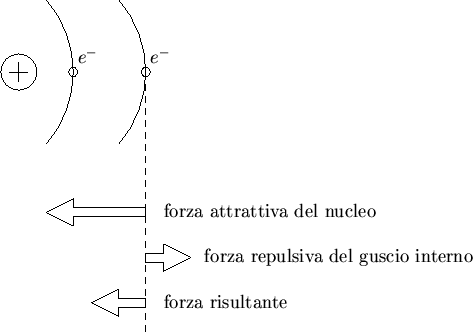 +
e⁻ e⁻
forza attrattiva del nucleo
forza repulsiva del guscio interno
forza risultante